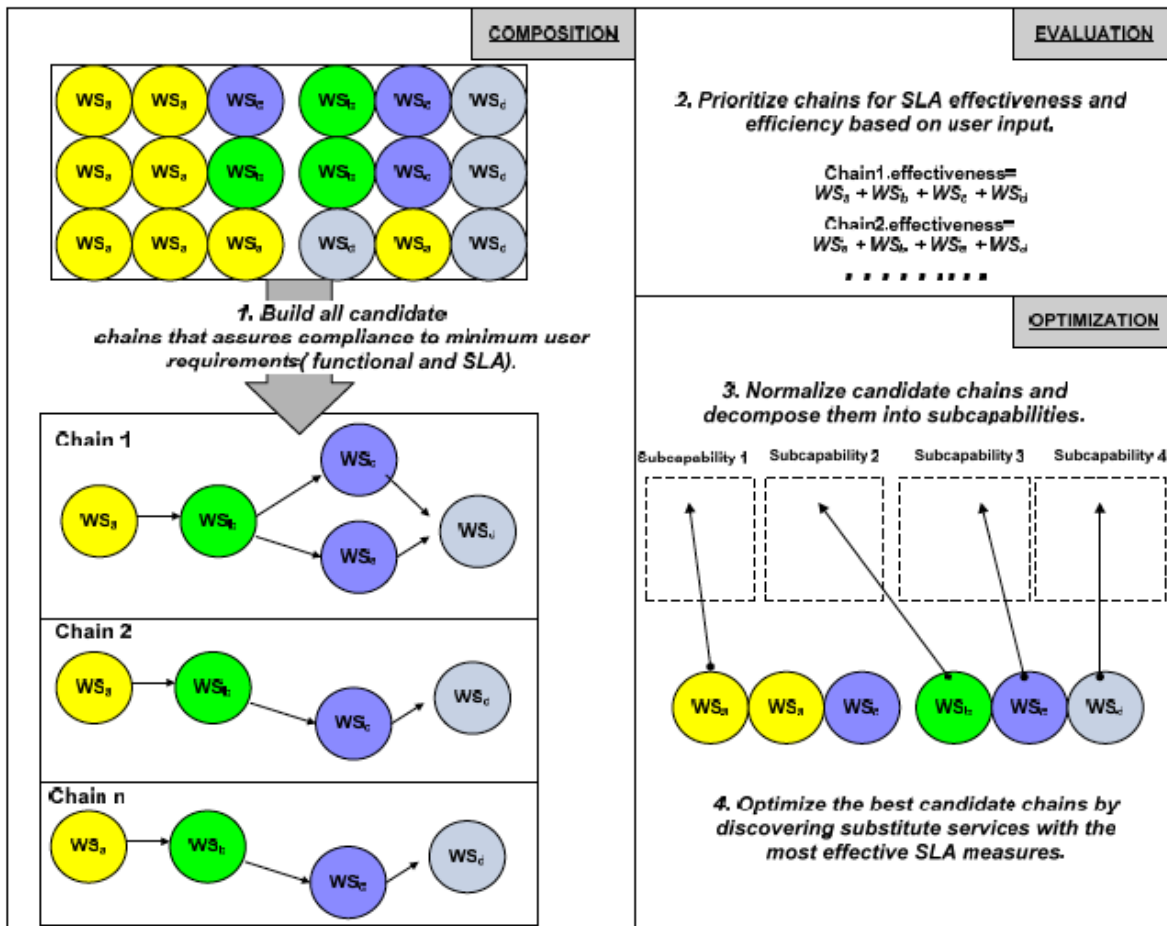 COMPOSITION
WSa WSa WSc WSb WSc WSd
WSa WSa WSb WSb WSc WSd
WSa WSa WSa WSd WSa WSd
1. Build all candidate
chains that assures compliance to minimum user
requirements( functional and SLA).
Chain 1
WSa
WSb
WSc
WSc
WSd
Chain 2
WSa
WSb
WSc
WSd
Chain n
WSa
WSb
WSc
WSd
EVALUATION
2. Prioritize chains for SLA effectiveness and
efficiency based on user input.
Chain1.effectiveness=
WSa + WSb + WSc + WSd
Chain2.effectiveness=
WSa + WSb + WSc + WSd
. . . . . . . . .
OPTIMIZATION
3. Normalize candidate chains and
decompose them into subcapabilities.
Subcapability 1 Subcapability 2 Subcapability 3 Subcapability 4
WSa WSa WSc WSb WSc WSd
4. Optimize the best candidate chains by
discovering substitute services with the
most effective SLA measures.